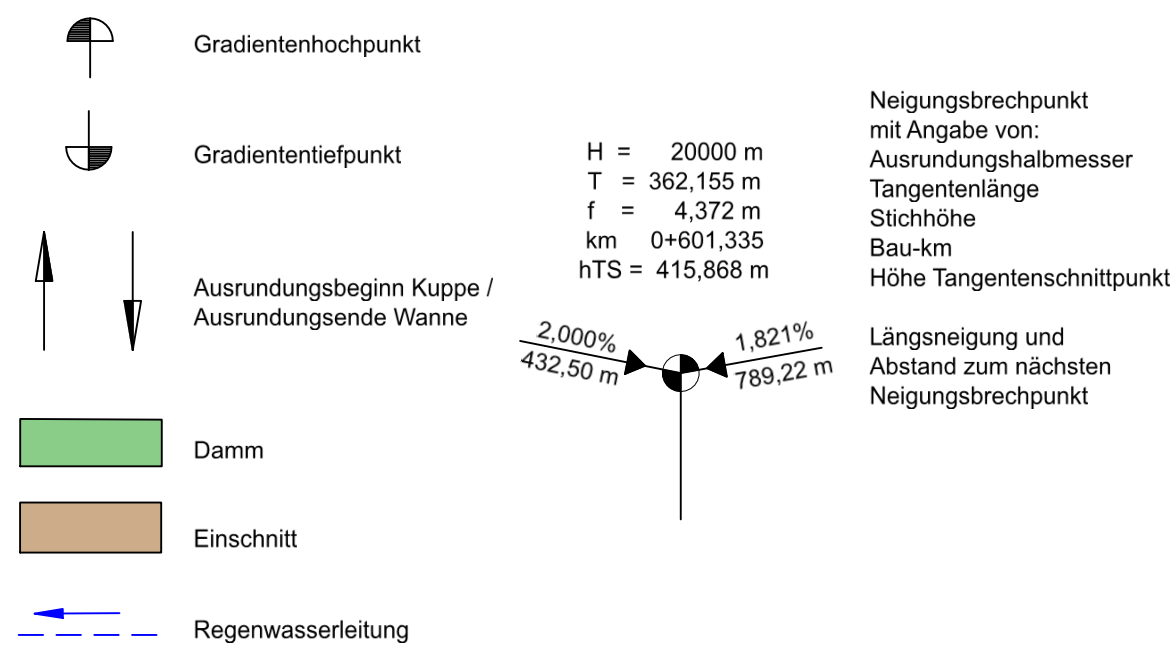 Gradientenhochpunkt
Gradiententiefpunkt
Ausrundungsbeginn Kuppe /
Ausrundungsende Wanne
Damm
Einschnitt
Regenwasserleitung
H = 20000 m
T = 362,155 m
f = 4,372 m
km 0+601,335
hTS = 415,868 m
2,000%
432,50 m
1,821%
789,22 m
Neigungsbrechpunkt
mit Angabe von:
Ausrundungshalbmesser
Tangentenlänge
Stichhöhe
Bau-km
Höhe Tangentenschnittpunkt
Längsneigung und
Abstand zum nächsten
Neigungsbrechpunkt